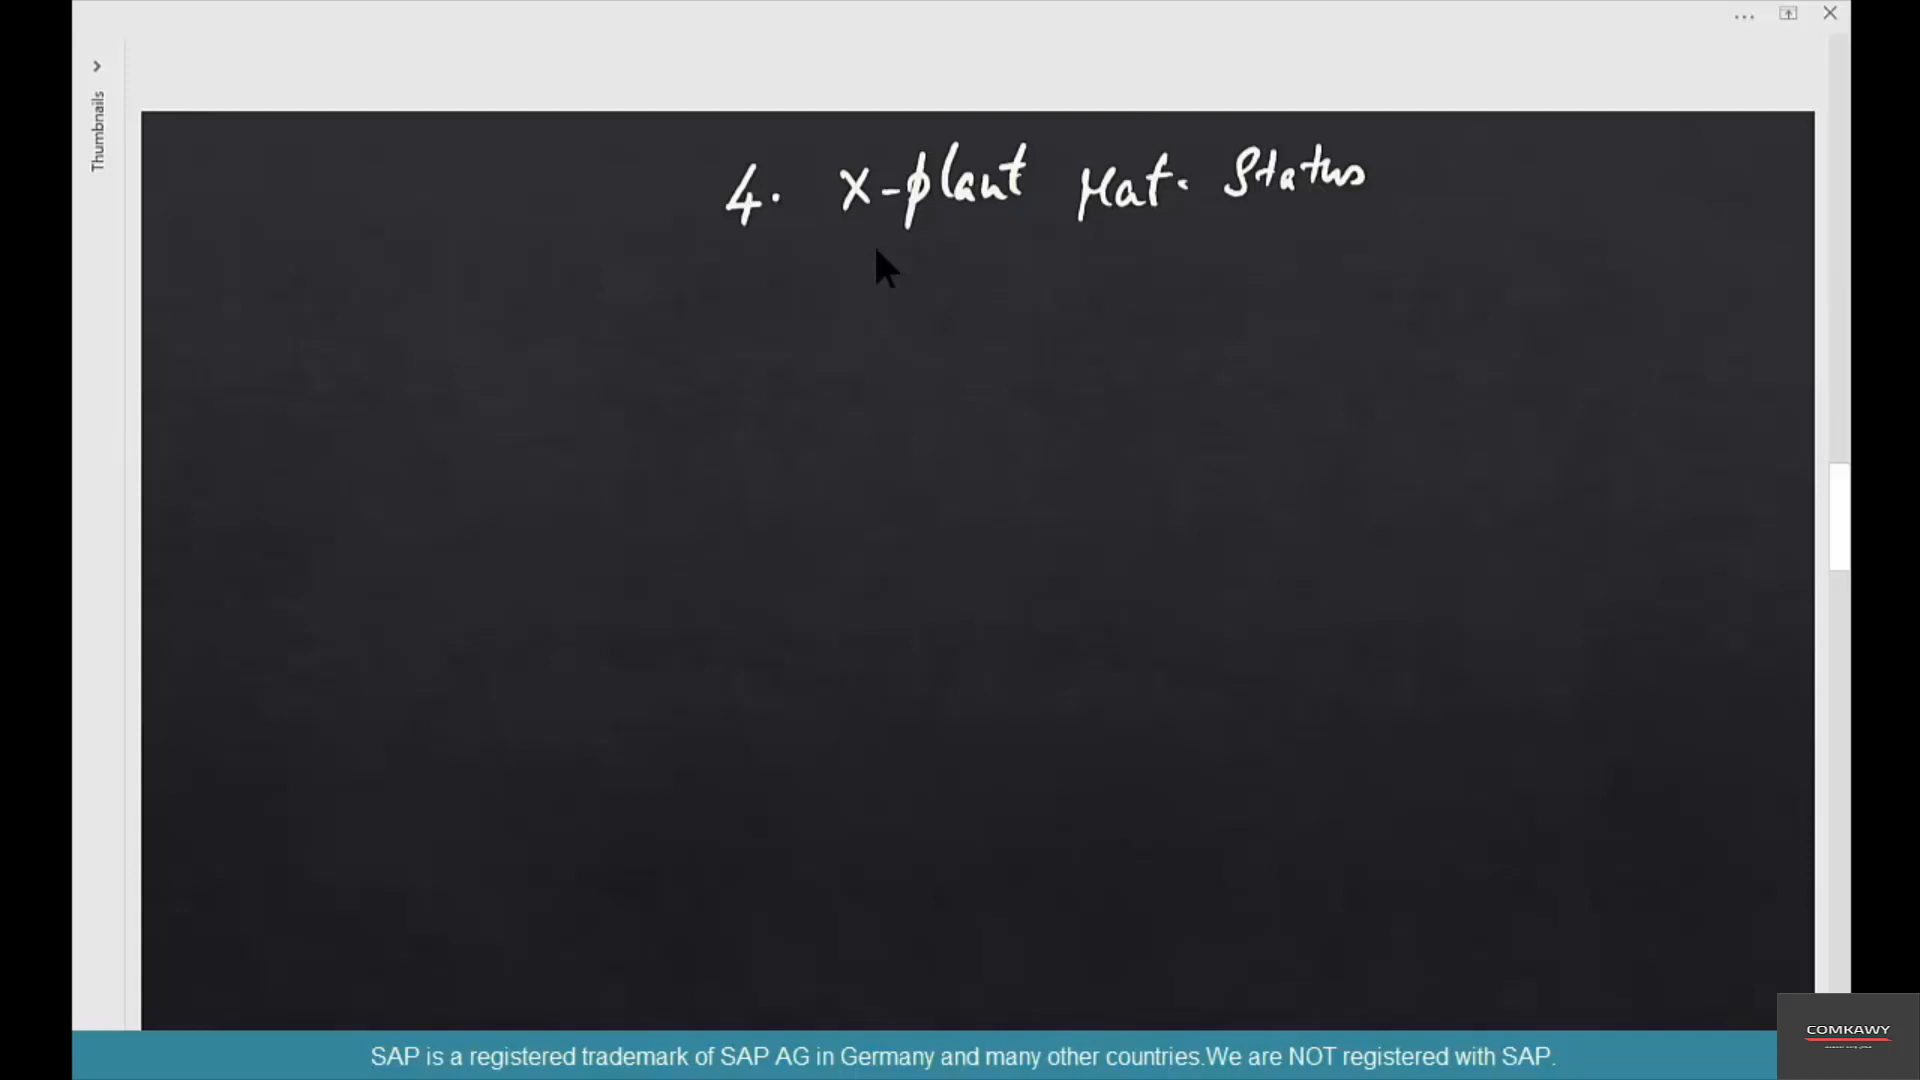 Thumbnails
4. X-plant Mat. Status
SAP is a registered trademark of SAP AG in Germany and many other countries.We are NOT registered with SAP.
COMKAWY